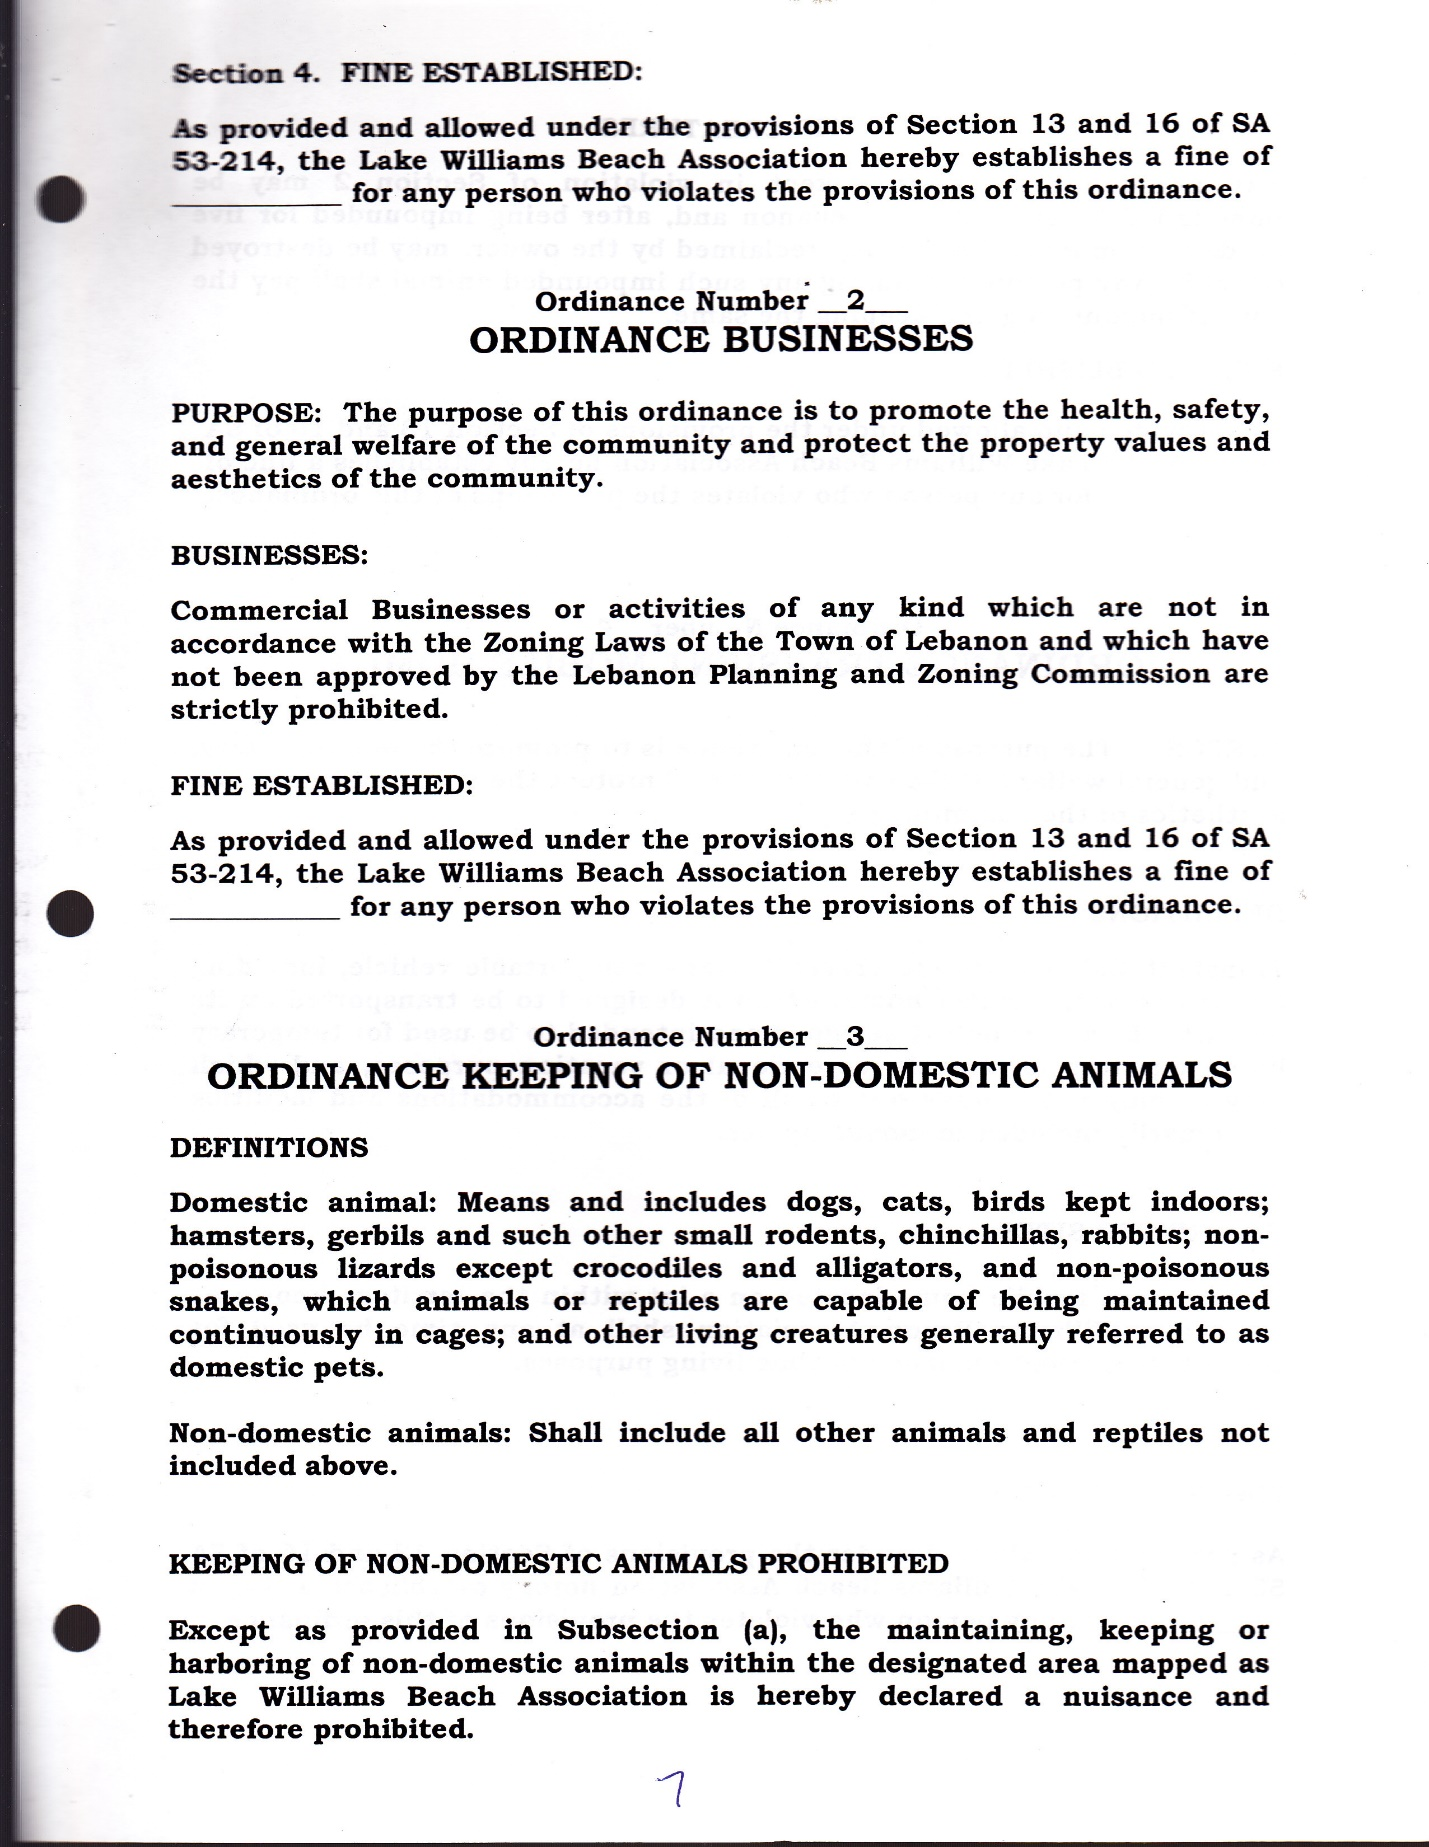 Section 4. FINE ESTABLISHED:
As provided and allowed under the provisions of Section 13 and 16 of SA
53-214, the Lake Williams Beach Association hereby establishes a fine of
____________ for any person who violates the provisions of this ordinance.
Ordinance Number __2___
ORDINANCE BUSINESSES
PURPOSE: The purpose of this ordinance is to promote the health, safety,
and general welfare of the community and protect the property values and
aesthetics of the community.
BUSINESSES:
Commercial Businesses or activities of any kind which are not in
accordance with the Zoning Laws of the Town of Lebanon and which have
not been approved by the Lebanon Planning and Zoning Commission are
strictly prohibited.
FINE ESTABLISHED:
As provided and allowed under the provisions of Section 13 and 16 of SA
53-214, the Lake Williams Beach Association hereby establishes a fine of
____________ for any person who violates the provisions of this ordinance.
Ordinance Number __3___
ORDINANCE KEEPING OF NON-DOMESTIC ANIMALS
DEFINITIONS
Domestic animal: Means and includes dogs, cats, birds kept indoors;
hamsters, gerbils and such other small rodents, chinchillas, rabbits; non-
poisonous lizards except crocodiles and alligators, and non-poisonous
snakes, which animals or reptiles are capable of being maintained
continuously in cages; and other living creatures generally referred to as
domestic pets.
Non-domestic animals: Shall include all other animals and reptiles not
included above.
KEEPING OF NON-DOMESTIC ANIMALS PROHIBITED
Except as provided in Subsection (a), the maintaining, keeping or
harboring of non-domestic animals within the designated area mapped as
Lake Williams Beach Association is hereby declared a nuisance and
therefore prohibited.
7